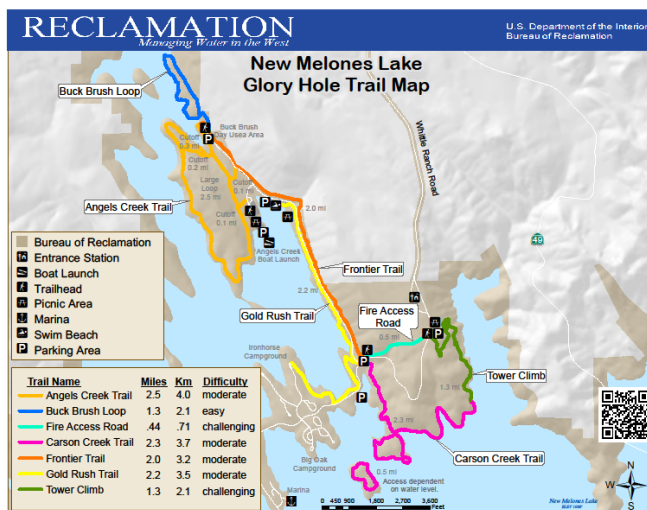 RECLAMATION
Managing Water in the West
U.S. Department of the Interior
Bureau of Reclamation
New Melones Lake
Glory Hole Trail Map
Buck Brush Loop
Buck Brush
Day Usea Area
Cutoff
0.3 mi
Cutoff
0.2 mi
Large
Loop
2.5 mi
Cutoff
0.1 mi
Cutoff
0.1 mi
Angels Creek Trail
2.0 mi
Whittle Ranch Road
49
Angels Creek
Boat Launch
Frontier Trail
2.2 mi
Gold Rush Trail
Fire Access
Road
0.5 mi
Ironhorse
Campground
Tower Climb
1.3 mi
2.3 mi
Carson Creek Trail
Big Oak
Campground
0.5 mi
Access dependent
on water level.
Marina
Bureau of Reclamation
Entrance Station
Boat Launch
Trailhead
Picnic Area
Marina
Swim Beach
P Parking Area
Trail Name Miles Km Difficulty
Angels Creek Trail 2.5 4.0 moderate
Buck Brush Loop 1.3 2.1 easy
Fire Access Road .44 .71 challenging
Carson Creek Trail 2.3 3.7 moderate
Frontier Trail 2.0 3.2 moderate
Gold Rush Trail 2.2 3.5 moderate
Tower Climb 1.3 2.1 challenging
0 450 900 1,800 2,700 3,600
Feet
New Melones Lake
N
W E
S